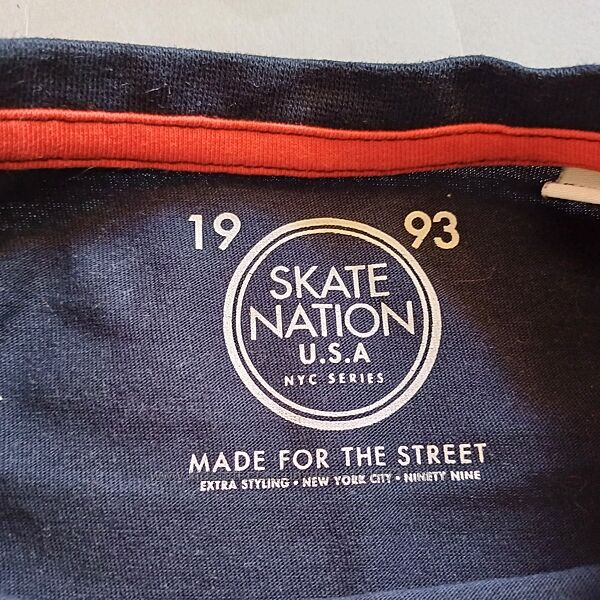 19 93
SKATE
NATION
U.S.A
NYC SERIES
MADE FOR THE STREET
EXTRA STYLING • NEW YORK CITY • NINETY NINE